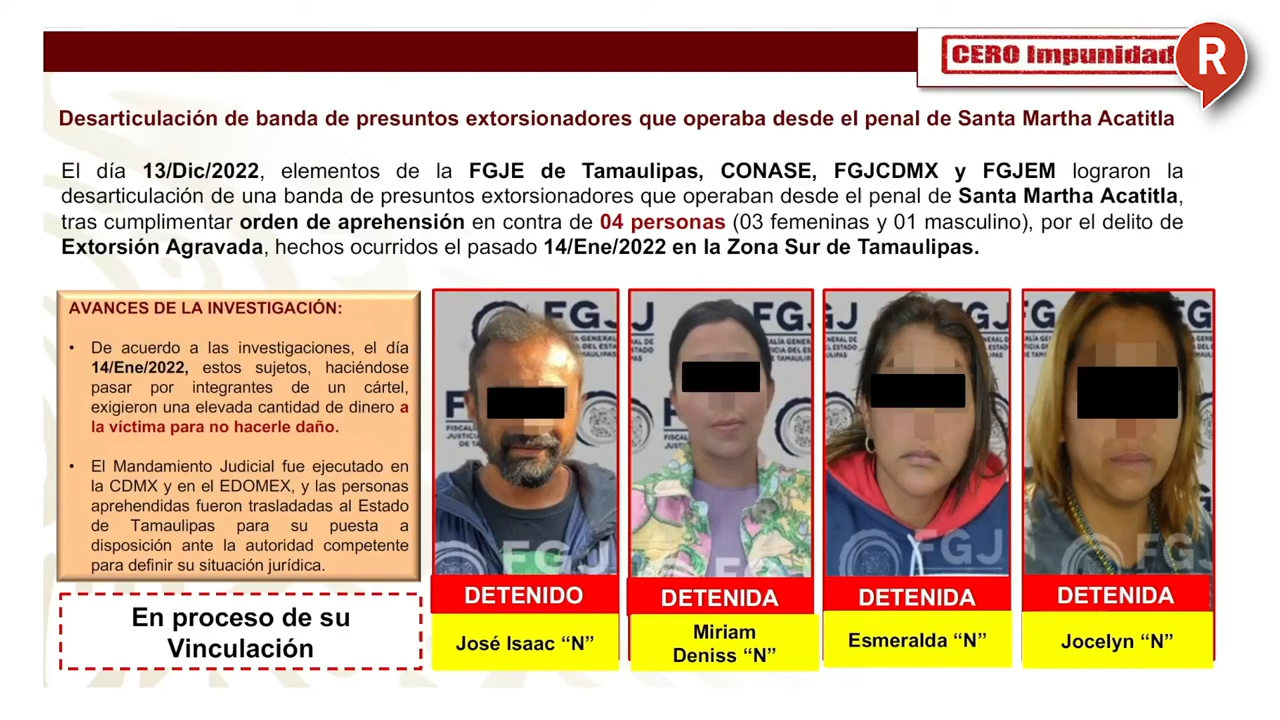 CERO Impunidad
R
Desarticulación de banda de presuntos extorsionadores que operaba desde el penal de Santa Martha Acatitla
El día 13/Dic/2022, elementos de la FGJE de Tamaulipas, CONASE, FGJCDMX y FGJEM lograron la
desarticulación de una banda de presuntos extorsionadores que operaban desde el penal de Santa Martha Acatitla,
tras cumplimentar orden de aprehensión en contra de 04 personas (03 femeninas y 01 masculino), por el delito de
Extorsión Agravada, hechos ocurridos el pasado 14/Ene/2022 en la Zona Sur de Tamaulipas.
AVANCES DE LA INVESTIGACIÓN:
• De acuerdo a las investigaciones, el día
14/Ene/2022, estos sujetos, haciéndose
pasar por integrantes de un cártel,
exigieron una elevada cantidad de dinero a
la víctima para no hacerle daño.
• El Mandamiento Judicial fue ejecutado en
la CDMX y en el EDOMEX, y las personas
aprehendidas fueron trasladadas al Estado
de Tamaulipas para su puesta a
disposición ante la autoridad competente
para definir su situación jurídica.
En proceso de su
Vinculación
FGJ
FGJ
FGJ
FGJ
DETENIDO
José Isaac “N”
DETENIDA
Miriam
Deniss “N”
DETENIDA
Esmeralda “N”
DETENIDA
Jocelyn “N”